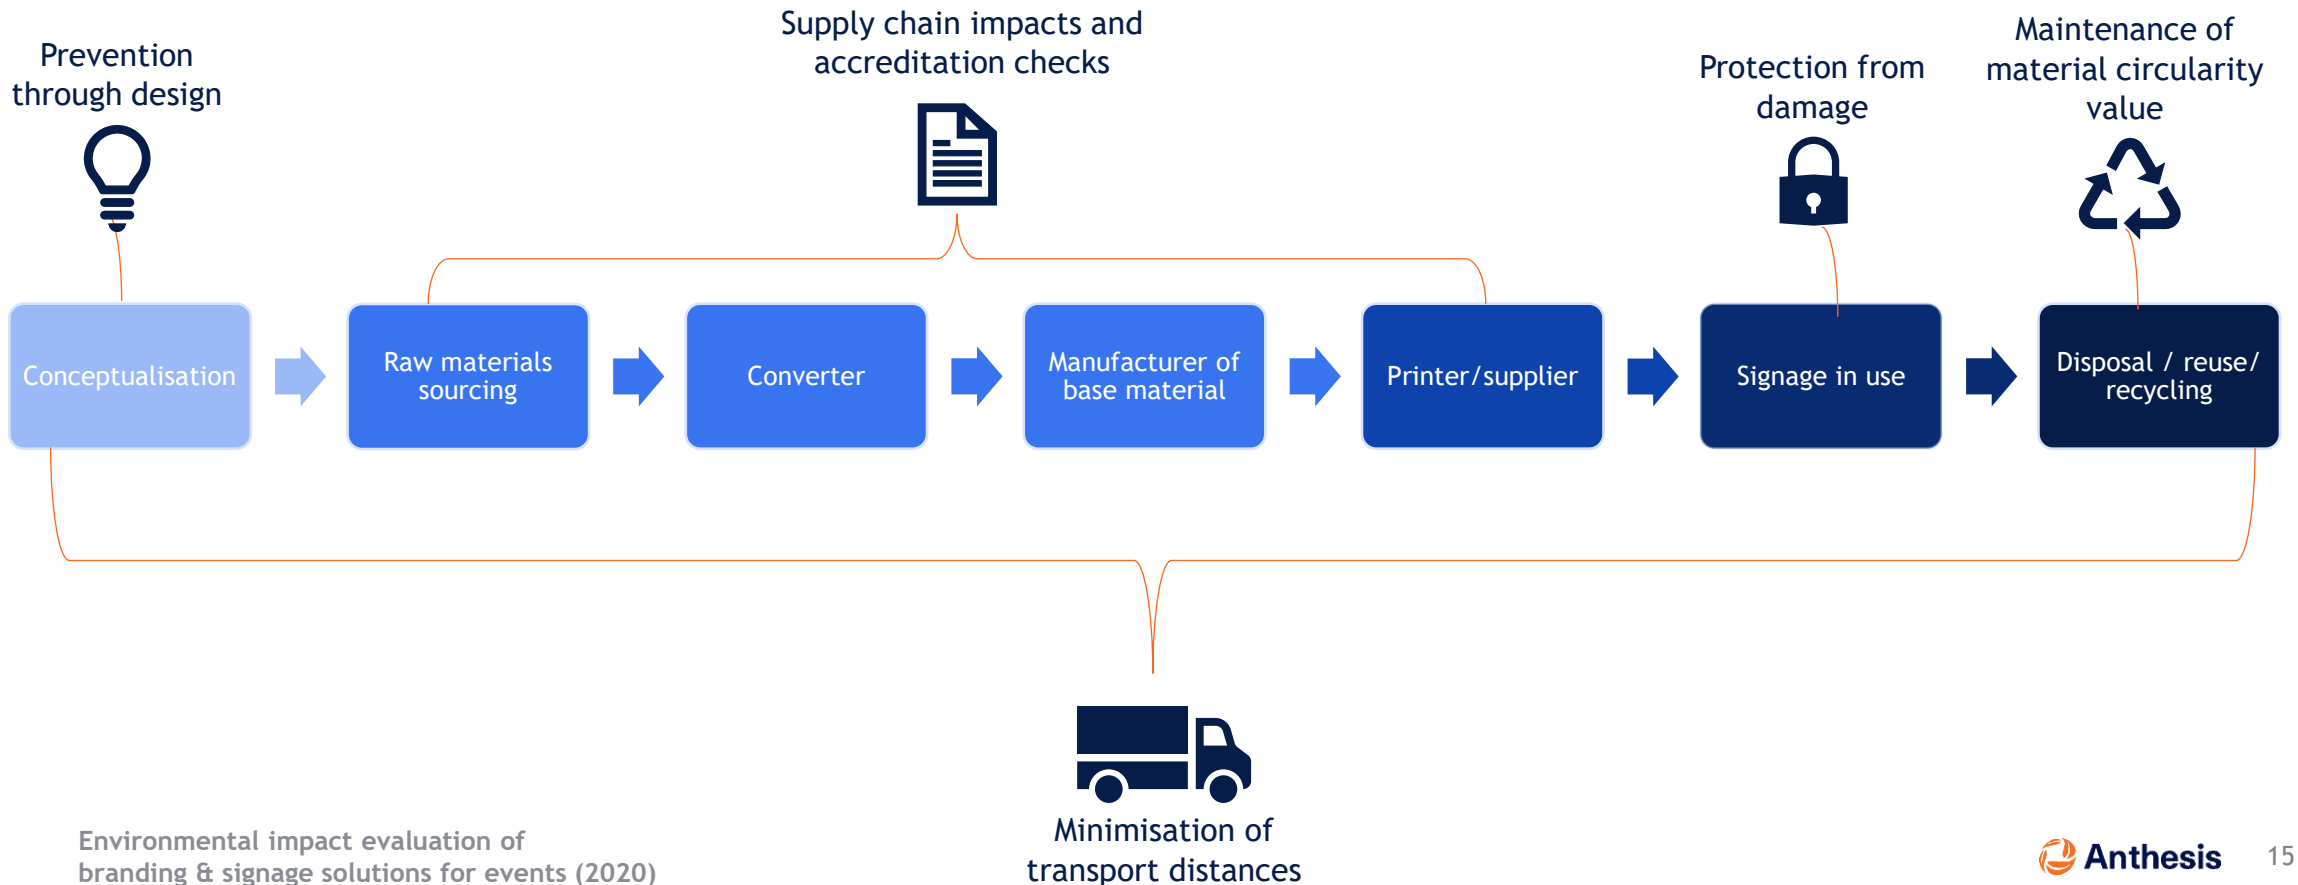 Prevention
through design
Supply chain impacts and
accreditation checks
Protection from
damage
Maintenance of
material circularity
value
Conceptualisation
Raw materials
sourcing
Converter
Manufacturer of
base material
Printer/supplier
Signage in use
Disposal / reuse/
recycling
Minimisation of
transport distances
Environmental impact evaluation of
branding & signage solutions for events (2020)
Anthesis
15